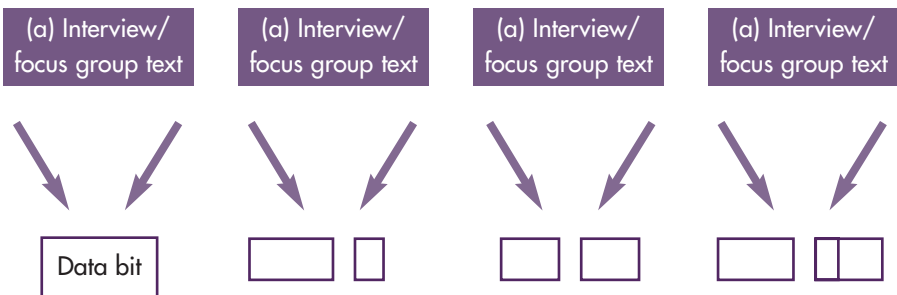 (a) Interview/
focus group text
(a) Interview/
focus group text
(a) Interview/
focus group text
(a) Interview/
focus group text
Data bit